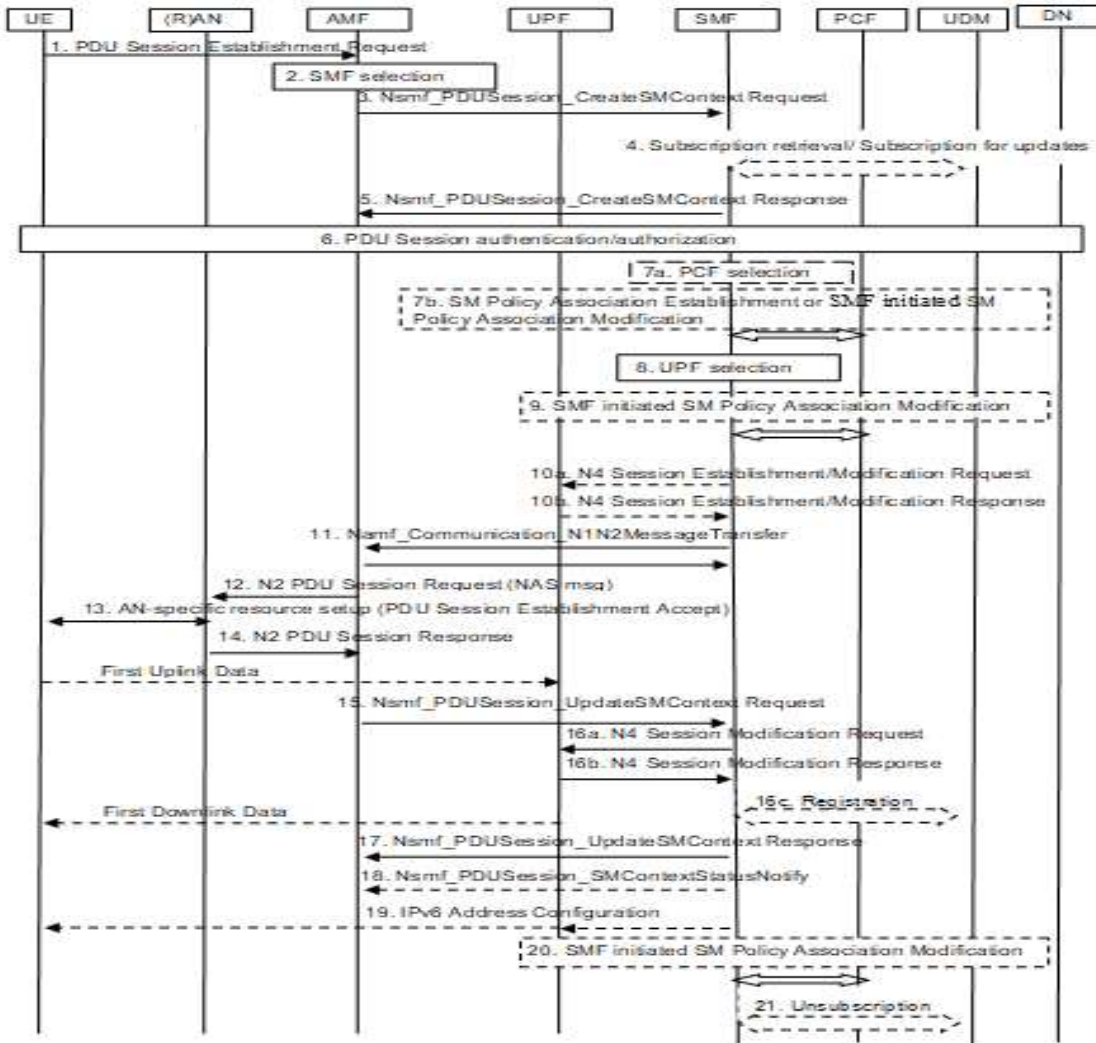 UE
(R)AN
AMF
UPF
SMF
PCF
UDM
DN
1. PDU Session Establishment Request
2. SMF selection
3. Nsmf_PDUSession_CreateSMContext Request
4. Subscription retrieval/ Subscription for updates
5. Nsmf_PDUSession_CreateSMContext Response
6. PDU Session authentication/authorization
7a. PCF selection
7b. SM Policy Association Establishment or SMF initiated SM
Policy Association Modification
8. UPF selection
9. SMF initiated SM Policy Association Modification
10a. N4 Session Establishment/Modification Request
10b. N4 Session Establishment/Modification Response
11. Namf_Communication_N1N2MessageTransfer
12. N2 PDU Session Request (NAS msg)
13. AN-specific resource setup (PDU Session Establishment Accept)
14. N2 PDU Session Response
First Uplink Data
15. Nsmf_PDUSession_UpdateSMContext Request
16a. N4 Session Modification Request
16b. N4 Session Modification Response
16c. Registration
First Downlink Data
17. Nsmf_PDUSession_UpdateSMContext Response
18. Nsmf_PDUSession_SMContextStatusNotify
19. IPv6 Address Configuration
20. SMF initiated SM Policy Association Modification
21. Unsubscription